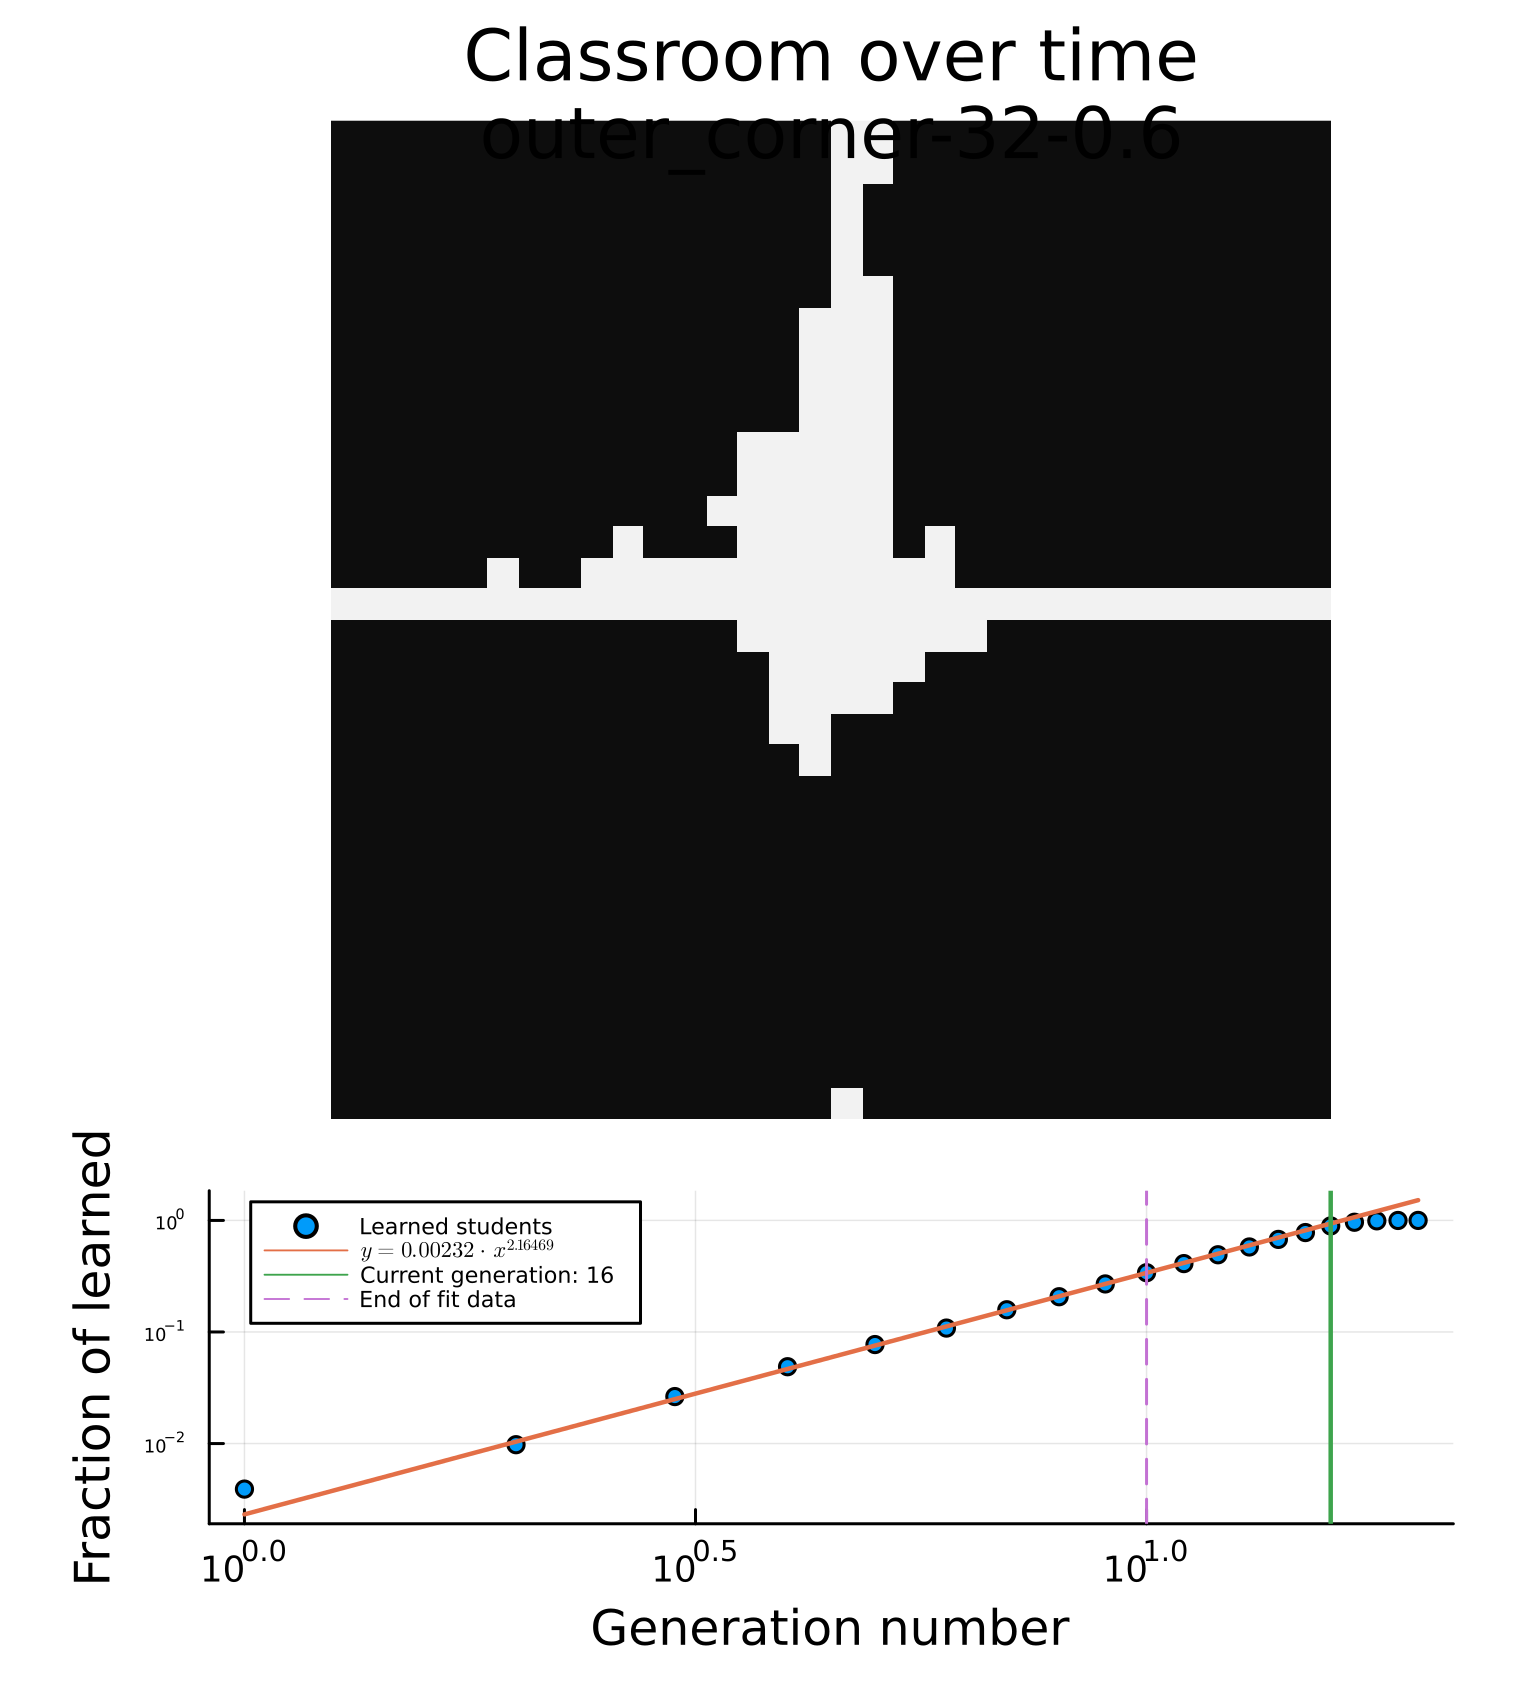 Classroom over time
outer_corner-32-0.6
Fraction of learned
10⁰
10⁻¹
10⁻²
Learned students
y = 0.00232 · x^2.16469
Current generation: 16
End of fit data
10^0.0
10^0.5
10^1.0
Generation number